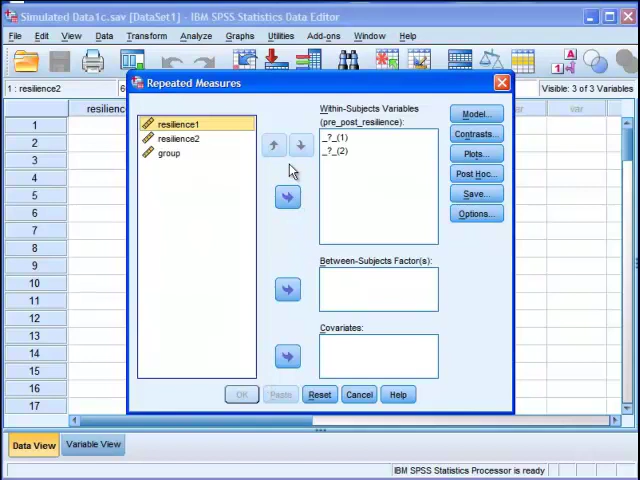 Simulated Data1c.sav [DataSet1] - IBM SPSS Statistics Data Editor
File Edit View Data Transform Analyze Graphs Utilities Add-ons Window Help
Repeated Measures
1 : resilience2
Visible: 3 of 3 Variables
resilience
var
Within-Subjects Variables
(pre_post_resilience):
resilience1
resilience2
group
_?_(1)
_?_(2)
Model...
Contrasts...
Plots...
Post Hoc...
Save...
Options...
Between-Subjects Factor(s):
Covariates:
OK Paste Reset Cancel Help
1
2
3
4
5
6
7
8
9
10
11
12
13
14
15
16
17
Data View Variable View
IBM SPSS Statistics Processor is ready